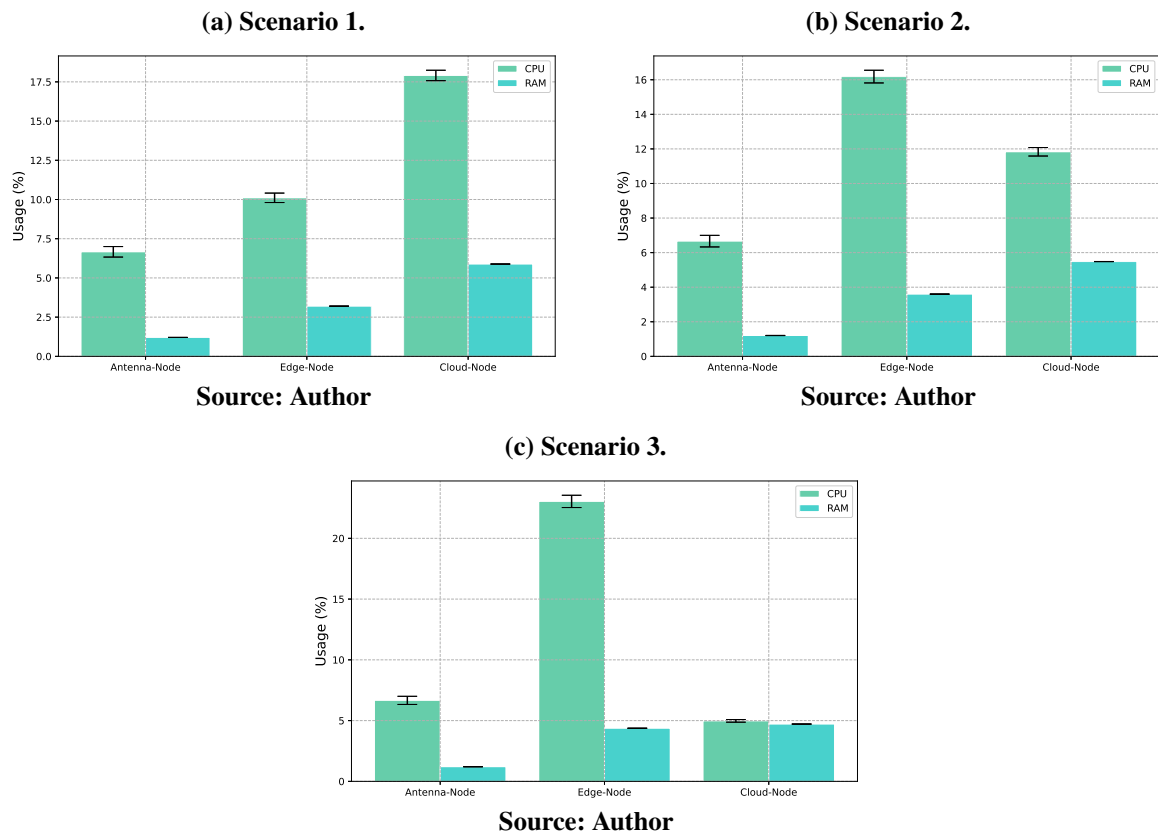 (a) Scenario 1.
Usage (%)
17.5
15.0
12.5
10.0
7.5
5.0
2.5
0.0
CPU
RAM
Antenna-Node Edge-Node Cloud-Node
Source: Author
(b) Scenario 2.
Usage (%)
16
14
12
10
8
6
4
2
0
CPU
RAM
Antenna-Node Edge-Node Cloud-Node
Source: Author
(c) Scenario 3.
Usage (%)
20
15
10
5
0
CPU
RAM
Antenna-Node Edge-Node Cloud-Node
Source: Author